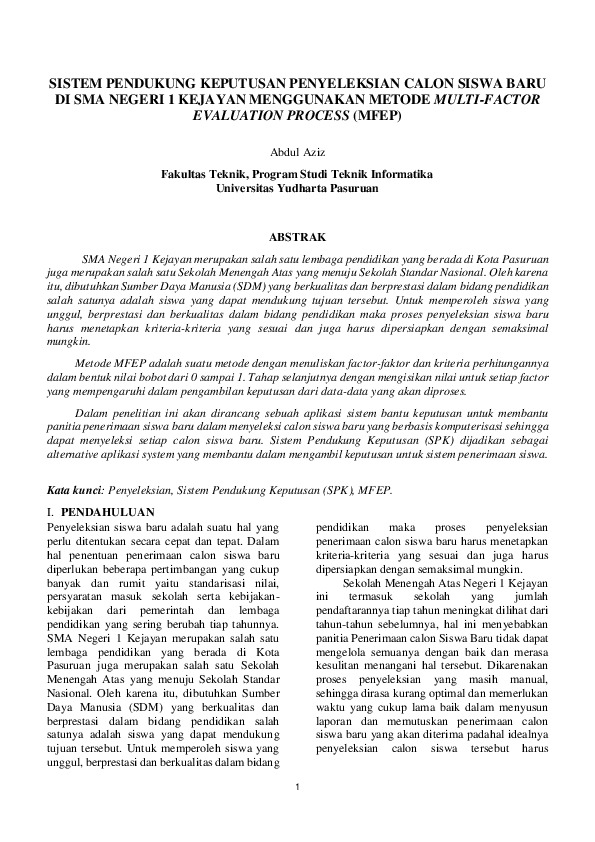 SISTEM PENDUKUNG KEPUTUSAN PENYELEKSIAN CALON SISWA BARU
DI SMA NEGERI 1 KEJAYAN MENGGUNAKAN METODE MULTI-FACTOR
EVALUATION PROCESS (MFEP)
Abdul Aziz
Fakultas Teknik, Program Studi Teknik Informatika
Universitas Yudharta Pasuruan
ABSTRAK
SMA Negeri 1 Kejayan merupakan salah satu lembaga pendidikan yang berada di Kota Pasuruan
juga merupakan salah satu Sekolah Menengah Atas yang menuju Sekolah Standar Nasional. Oleh karena
itu, dibutuhkan Sumber Daya Manusia (SDM) yang berkualitas dan berprestasi dalam bidang pendidikan
salah satunya adalah siswa yang dapat mendukung tujuan tersebut. Untuk memperoleh siswa yang
unggul, berprestasi dan berkualitas dalam bidang pendidikan maka proses penyeleksian siswa baru
harus menetapkan kriteria-kriteria yang sesuai dan juga harus dipersiapkan dengan semaksimal
mungkin.
Metode MFEP adalah suatu metode dengan menuliskan factor-faktor dan kriteria perhitungannya
dalam bentuk nilai bobot dari 0 sampai 1. Tahap selanjutnya dengan mengisikan nilai untuk setiap factor
yang mempengaruhi dalam pengambilan keputusan dari data-data yang akan diproses.
Dalam penelitian ini akan dirancang sebuah aplikasi sistem bantu keputusan untuk membantu
panitia penerimaan siswa baru dalam menyeleksi calon siswa baru yang berbasis komputerisasi sehingga
dapat menyeleksi setiap calon siswa baru. Sistem Pendukung Keputusan (SPK) dijadikan sebagai
alternative aplikasi system yang membantu dalam mengambil keputusan untuk sistem penerimaan siswa.
Kata kunci: Penyeleksian, Sistem Pendukung Keputusan (SPK), MFEP.
I. PENDAHULUAN
Penyeleksian siswa baru adalah suatu hal yang
perlu ditentukan secara cepat dan tepat. Dalam
hal penentuan penerimaan calon siswa baru
diperlukan beberapa pertimbangan yang cukup
banyak dan rumit yaitu standarisasi nilai,
persyaratan masuk sekolah serta kebijakan-
kebijakan dari pemerintah dan lembaga
pendidikan yang sering berubah tiap tahunnya.
SMA Negeri 1 Kejayan merupakan salah satu
lembaga pendidikan yang berada di Kota
Pasuruan juga merupakan salah satu Sekolah
Menengah Atas yang menuju Sekolah Standar
Nasional. Oleh karena itu, dibutuhkan Sumber
Daya Manusia (SDM) yang berkualitas dan
berprestasi dalam bidang pendidikan salah
satunya adalah siswa yang dapat mendukung
tujuan tersebut. Untuk memperoleh siswa yang
unggul, berprestasi dan berkualitas dalam bidang
pendidikan maka proses penyeleksian
penerimaan calon siswa baru harus menetapkan
kriteria-kriteria yang sesuai dan juga harus
dipersiapkan dengan semaksimal mungkin.
Sekolah Menengah Atas Negeri 1 Kejayan
ini termasuk sekolah yang jumlah
pendaftarannya tiap tahun meningkat dilihat dari
tahun-tahun sebelumnya, hal ini menyebabkan
panitia Penerimaan calon Siswa Baru tidak dapat
mengelola semuanya dengan baik dan merasa
kesulitan menangani hal tersebut. Dikarenakan
proses penyeleksian yang masih manual,
sehingga dirasa kurang optimal dan memerlukan
waktu yang cukup lama baik dalam menyusun
laporan dan memutuskan penerimaan calon
siswa baru yang akan diterima padahal idealnya
penyeleksian calon siswa tersebut harus
1